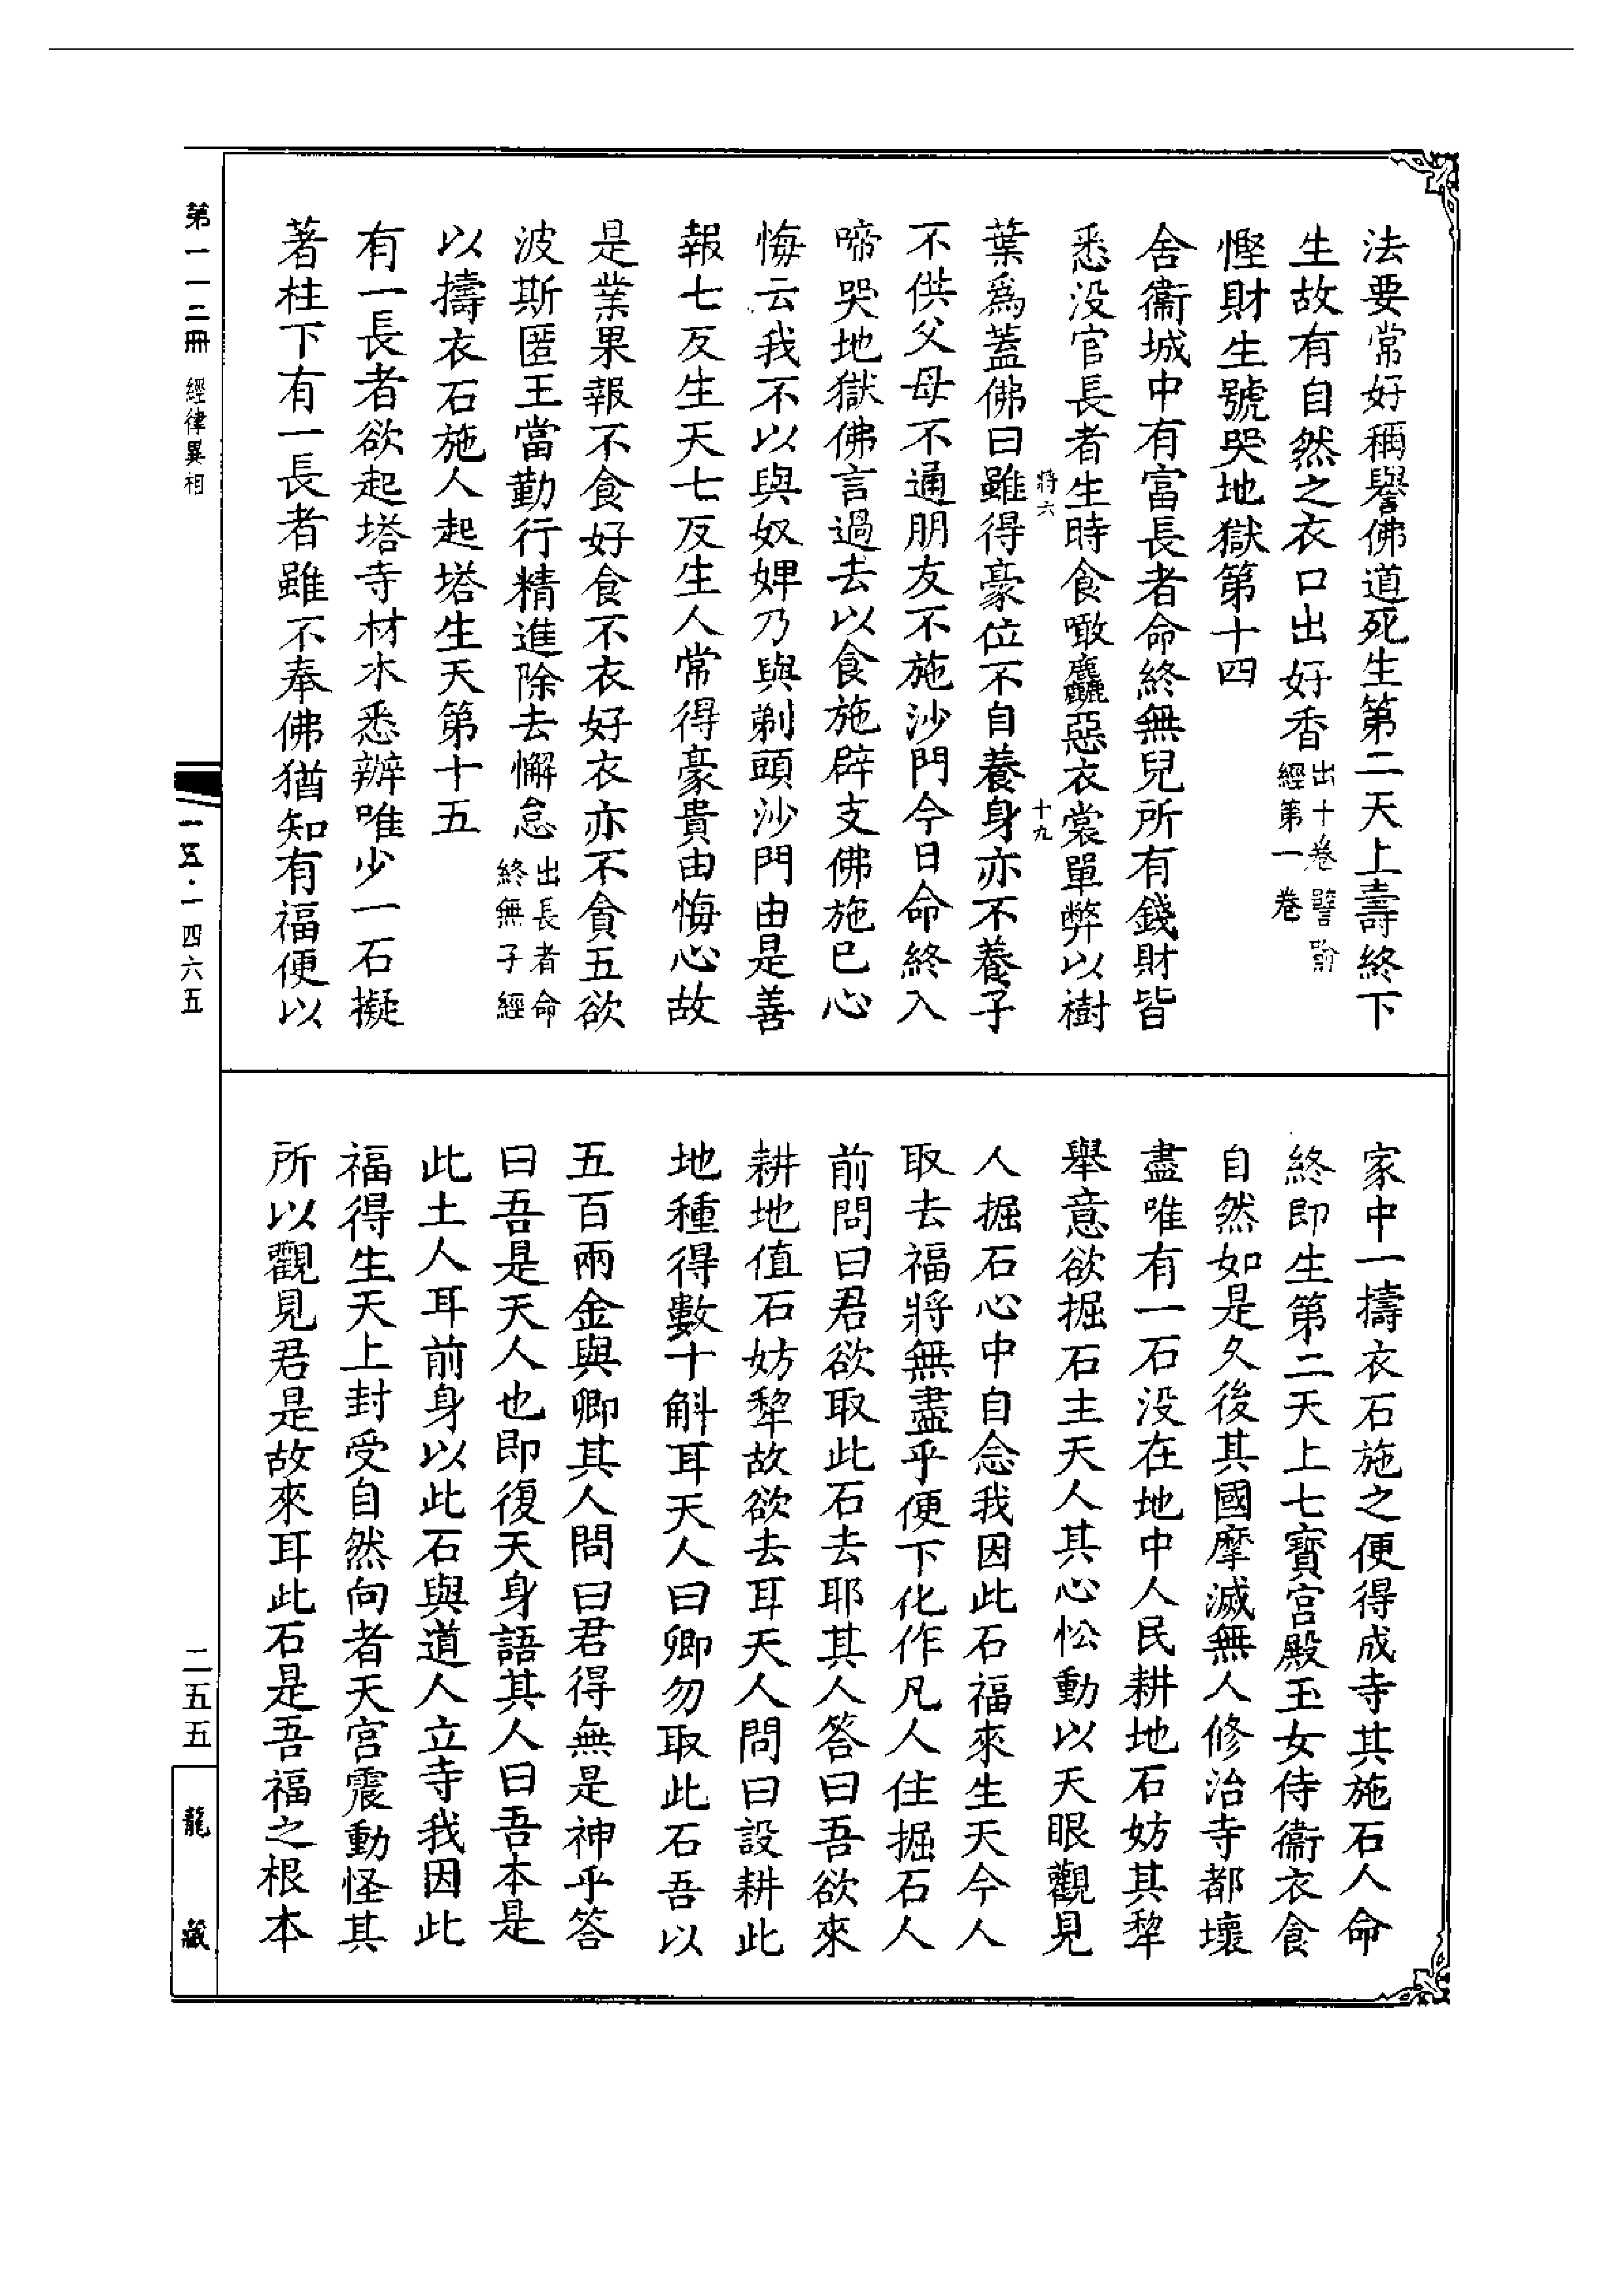 法要常好稱譽佛道死生第二天上壽終下
生故有自然之衣口出好香出十卷譬喻經第一卷
慳財生號哭地獄第十四
舍衞城中有富長者命終無兒所有錢財皆
悉没官長者生時食噉麤惡衣裳單弊以樹
將六 十九
葉爲蓋佛曰雖得豪位不自養身亦不養子
不供父母不通朋友不施沙門今日命終入
啼哭地獄佛言過去以食施辟支佛施已心
悔云我不以與奴婢乃與剃頭沙門由是善
報七反生天七反生人常得豪貴由悔心故
是業果報不食好食不衣好衣亦不貪五欲
波斯匿王當勤行精進除去懈怠出長者命終無子經
以擣衣石施人起塔生天第十五
有一長者欲起塔寺材木悉辦唯少一石擬
著柱下有一長者雖不奉佛猶知有福便以
家中一擣衣石施之便得成寺其施石人命
終即生第二天上七寶宫殿玉女侍衞衣食
自然如是久後其國摩滅無人修治寺都壞
盡唯有一石没在地中人民耕地石妨其犂
舉意欲掘石主天人其心忪動以天眼觀見
人掘石心中自念我因此石福來生天今人
取去福將無盡乎便下化作凡人住掘石人
前問曰君欲取此石去耶其人答曰吾欲來
耕地值石妨犂故欲去耳天人問曰設耕此
地種得數十斛耳天人曰卿勿取此石吾以
五百兩金與卿其人問曰君得無是神乎答
曰吾是天人也即復天身語其人曰吾本是
此土人耳前身以此石與道人立寺我因此
福得生天上封受自然向者天宫震動怪其
所以觀見君是故來耳此石是吾福之根本
第一一二冊 經律異相
一五·一四六五
二五五
龍藏